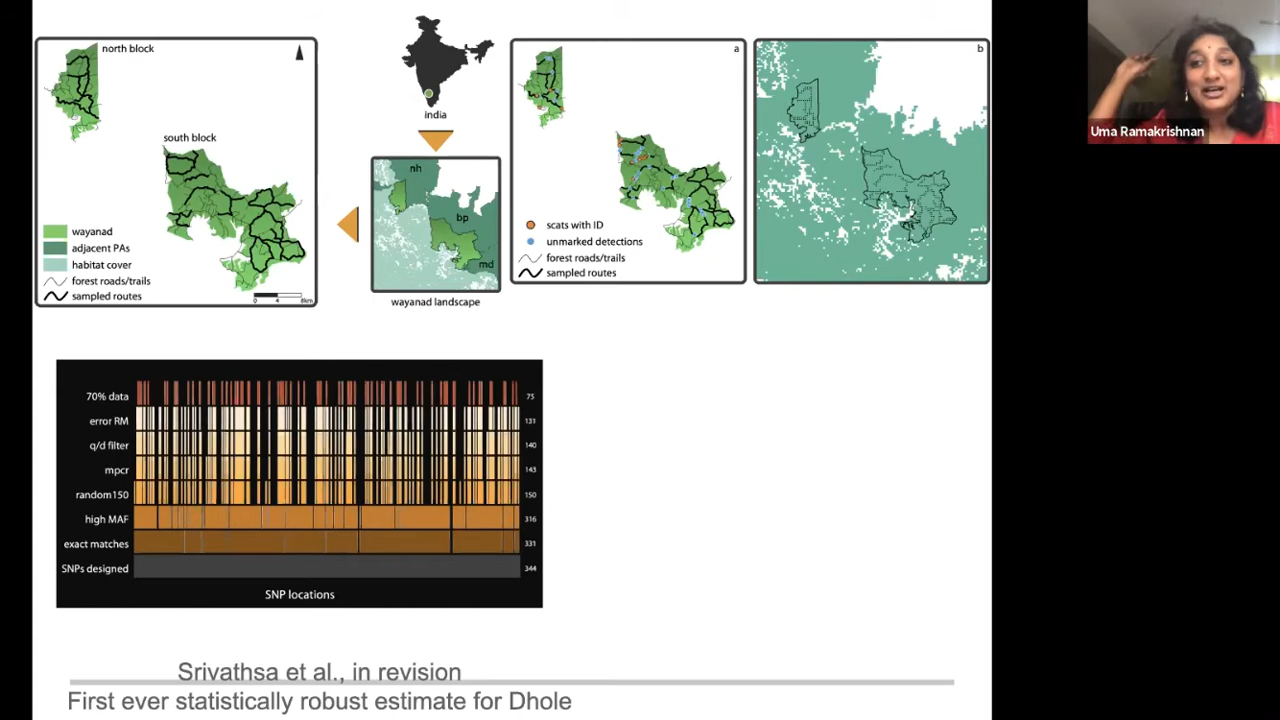 north block
south block
wayanad
adjacent PAs
habitat cover
forest roads/trails
sampled routes
0 4 8km
india
nh
bp
md
wayanad landscape
a
scats with ID
unmarked detections
forest roads/trails
sampled routes
b
Uma Ramakrishnan
70% data 75
error RM 131
q/d filter 140
mpcr 143
random150 150
high MAF 316
exact matches 331
SNPs designed 344
SNP locations
Srivathsa et al., in revision
First ever statistically robust estimate for Dhole